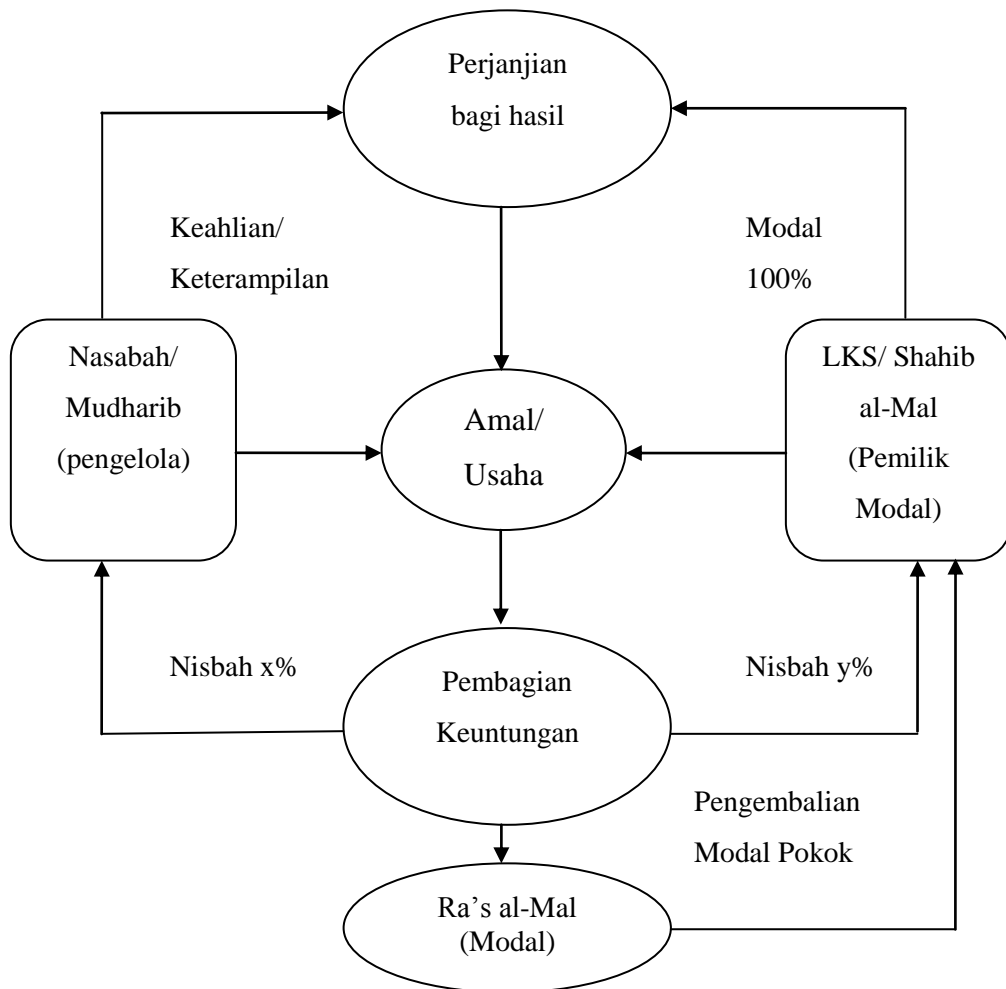 Perjanjian
bagi hasil
Keahlian/
Keterampilan
Modal
100%
Nasabah/
Mudharib
(pengelola)
Amal/
Usaha
LKS/ Shahib
al-Mal
(Pemilik
Modal)
Nisbah x%
Pembagian
Keuntungan
Nisbah y%
Pengembalian
Modal Pokok
Ra’s al-Mal
(Modal)